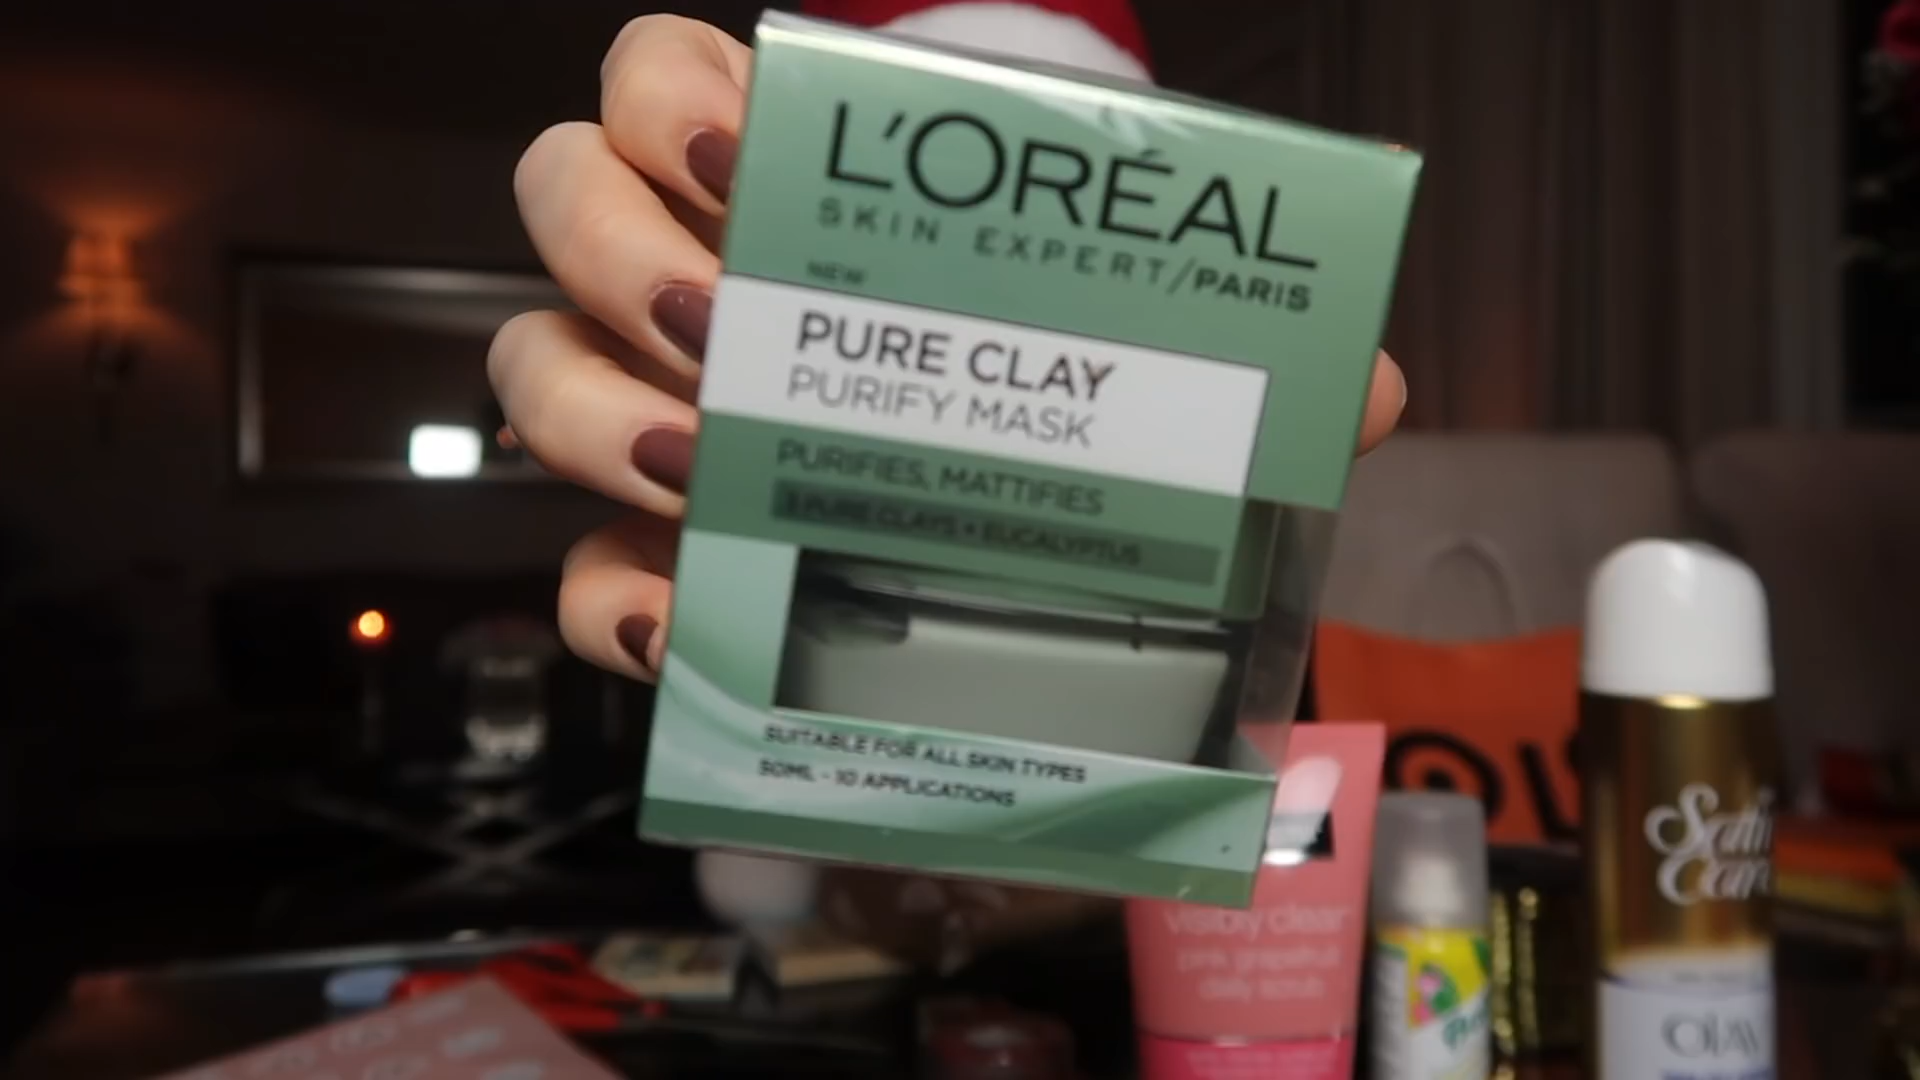 L'ORÉAL
SKIN EXPERT/PARIS
NEW
PURE CLAY
PURIFY MASK
PURIFIES, MATTIFIES
3 PURE CLAYS + EUCALYPTUS
SUITABLE FOR ALL SKIN TYPES
50ML - 10 APPLICATIONS
visibly clear
pink grapefruit
daily scrub
Satin
Care
OLAY